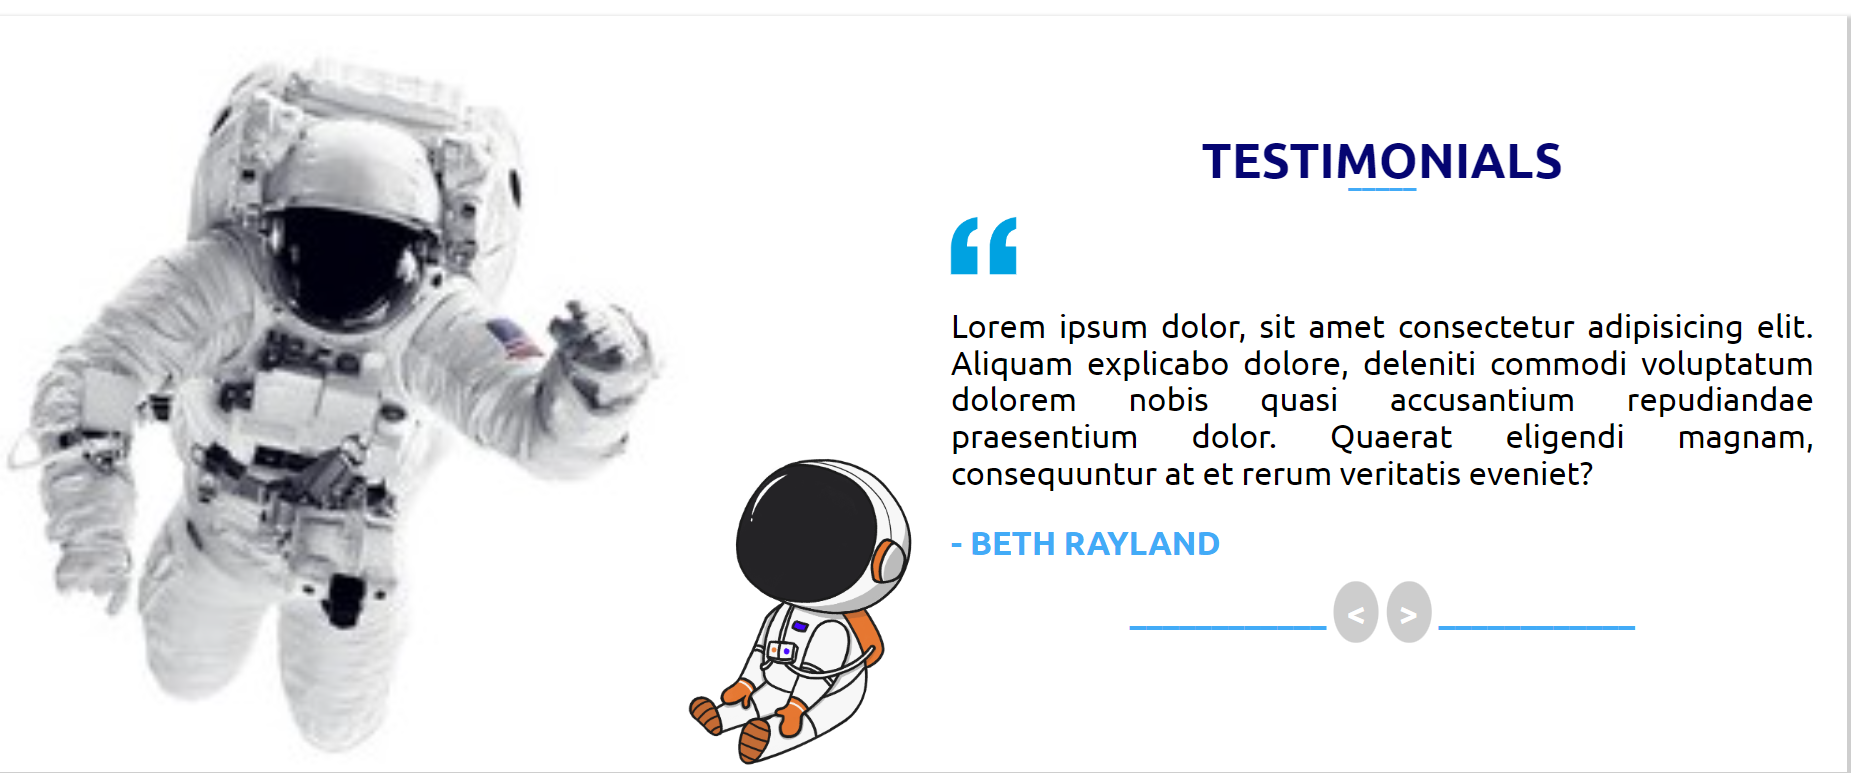 TESTIMONIALS
“
Lorem ipsum dolor, sit amet consectetur adipisicing elit.
Aliquam explicabo dolore, deleniti commodi voluptatum
dolorem nobis quasi accusantium repudiandae
praesentium dolor. Quaerat eligendi magnam,
consequuntur at et rerum veritatis eveniet?
- BETH RAYLAND
< >